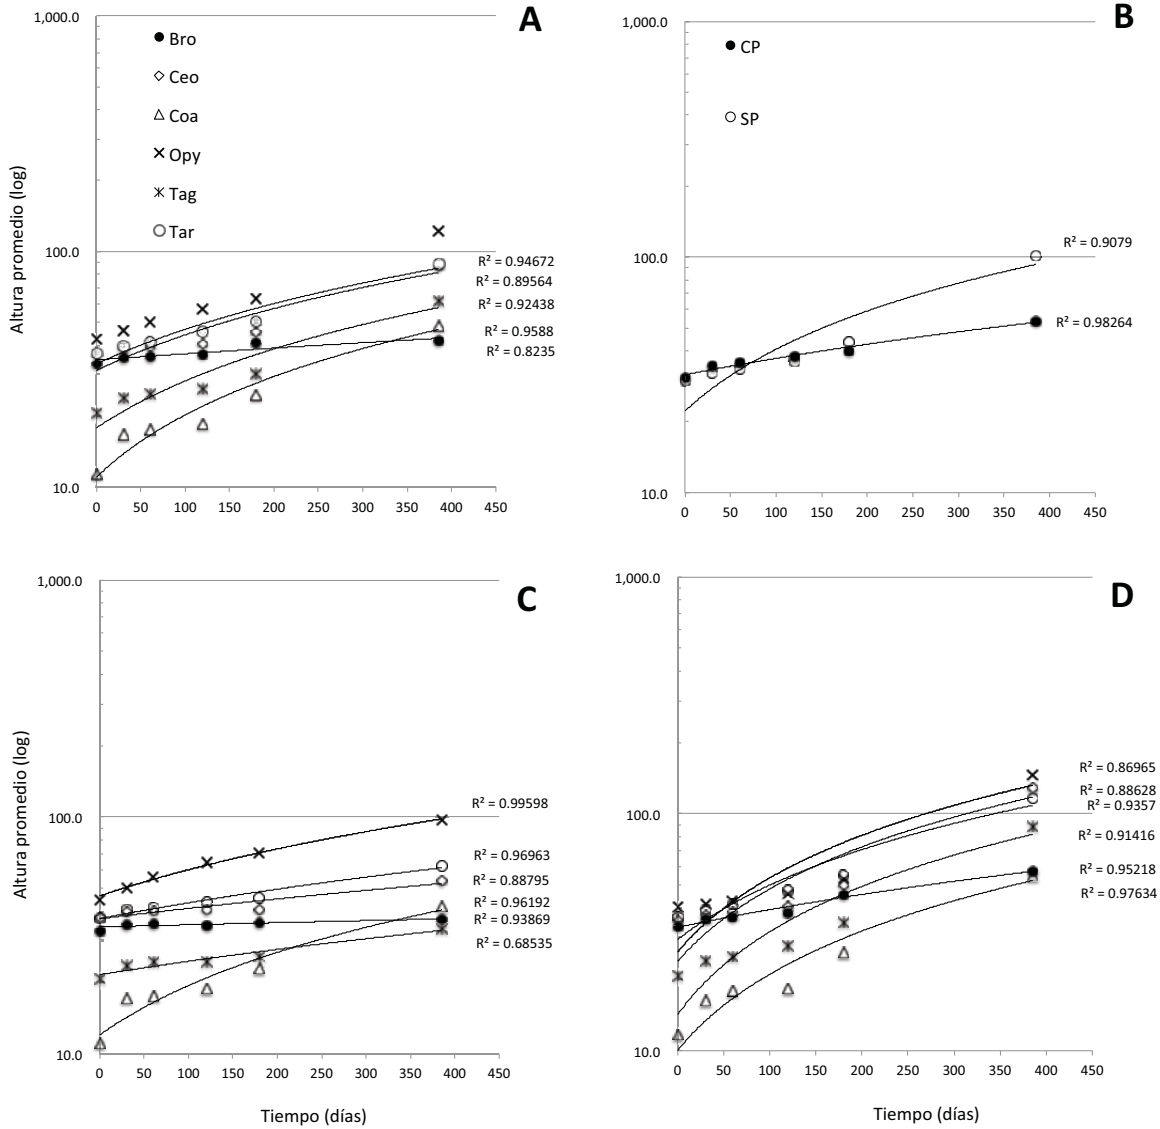 A
1,000.0
100.0
10.0
Altura promedio (log)
Bro
Ceo
Coa
Opy
Tag
Tar
R² = 0.94672
R² = 0.89564
R² = 0.92438
R² = 0.9588
R² = 0.8235
0 50 100 150 200 250 300 350 400 450
B
1,000.0
100.0
10.0
CP
SP
R² = 0.9079
R² = 0.98264
0 50 100 150 200 250 300 350 400 450
C
1,000.0
100.0
10.0
Altura promedio (log)
R² = 0.99598
R² = 0.96963
R² = 0.88795
R² = 0.96192
R² = 0.93869
R² = 0.68535
0 50 100 150 200 250 300 350 400 450
Tiempo (días)
D
1,000.0
100.0
10.0
R² = 0.86965
R² = 0.88628
R² = 0.9357
R² = 0.91416
R² = 0.95218
R² = 0.97634
0 50 100 150 200 250 300 350 400 450
Tiempo (días)